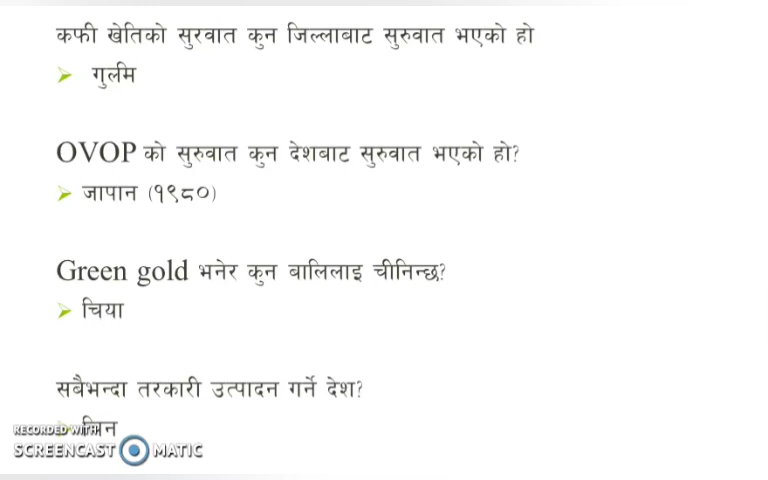 कफी खेतिको सुरवात कुन जिल्लाबाट सुरुवात भएको हो
गुर्लम
OVOP को सुरुवात कुन देशबाट सुरुवात भएको हो?
जापान (१९८०)
Green gold भनेर कुन बालिलाइ चीनिन्छ?
चिया
सबैभन्दा तरकारी उत्पादन गर्ने देश?
RECORDED WITH
SCREENCAST MATIC